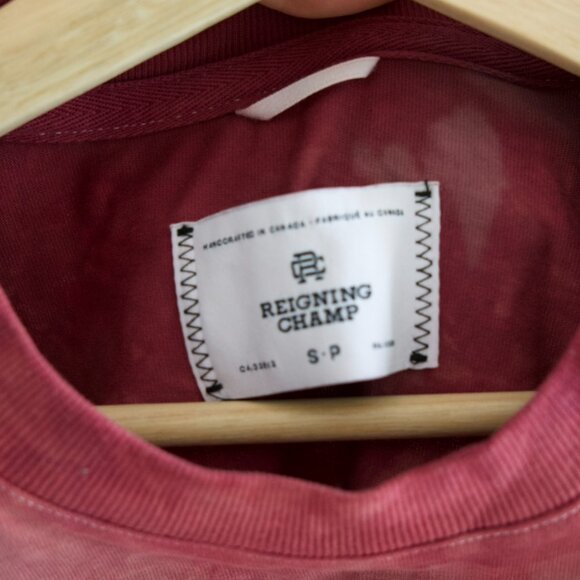 HANDCRAFTED IN CANADA · FABRIQUÉ AU CANADA
RC
REIGNING
CHAMP
S·P